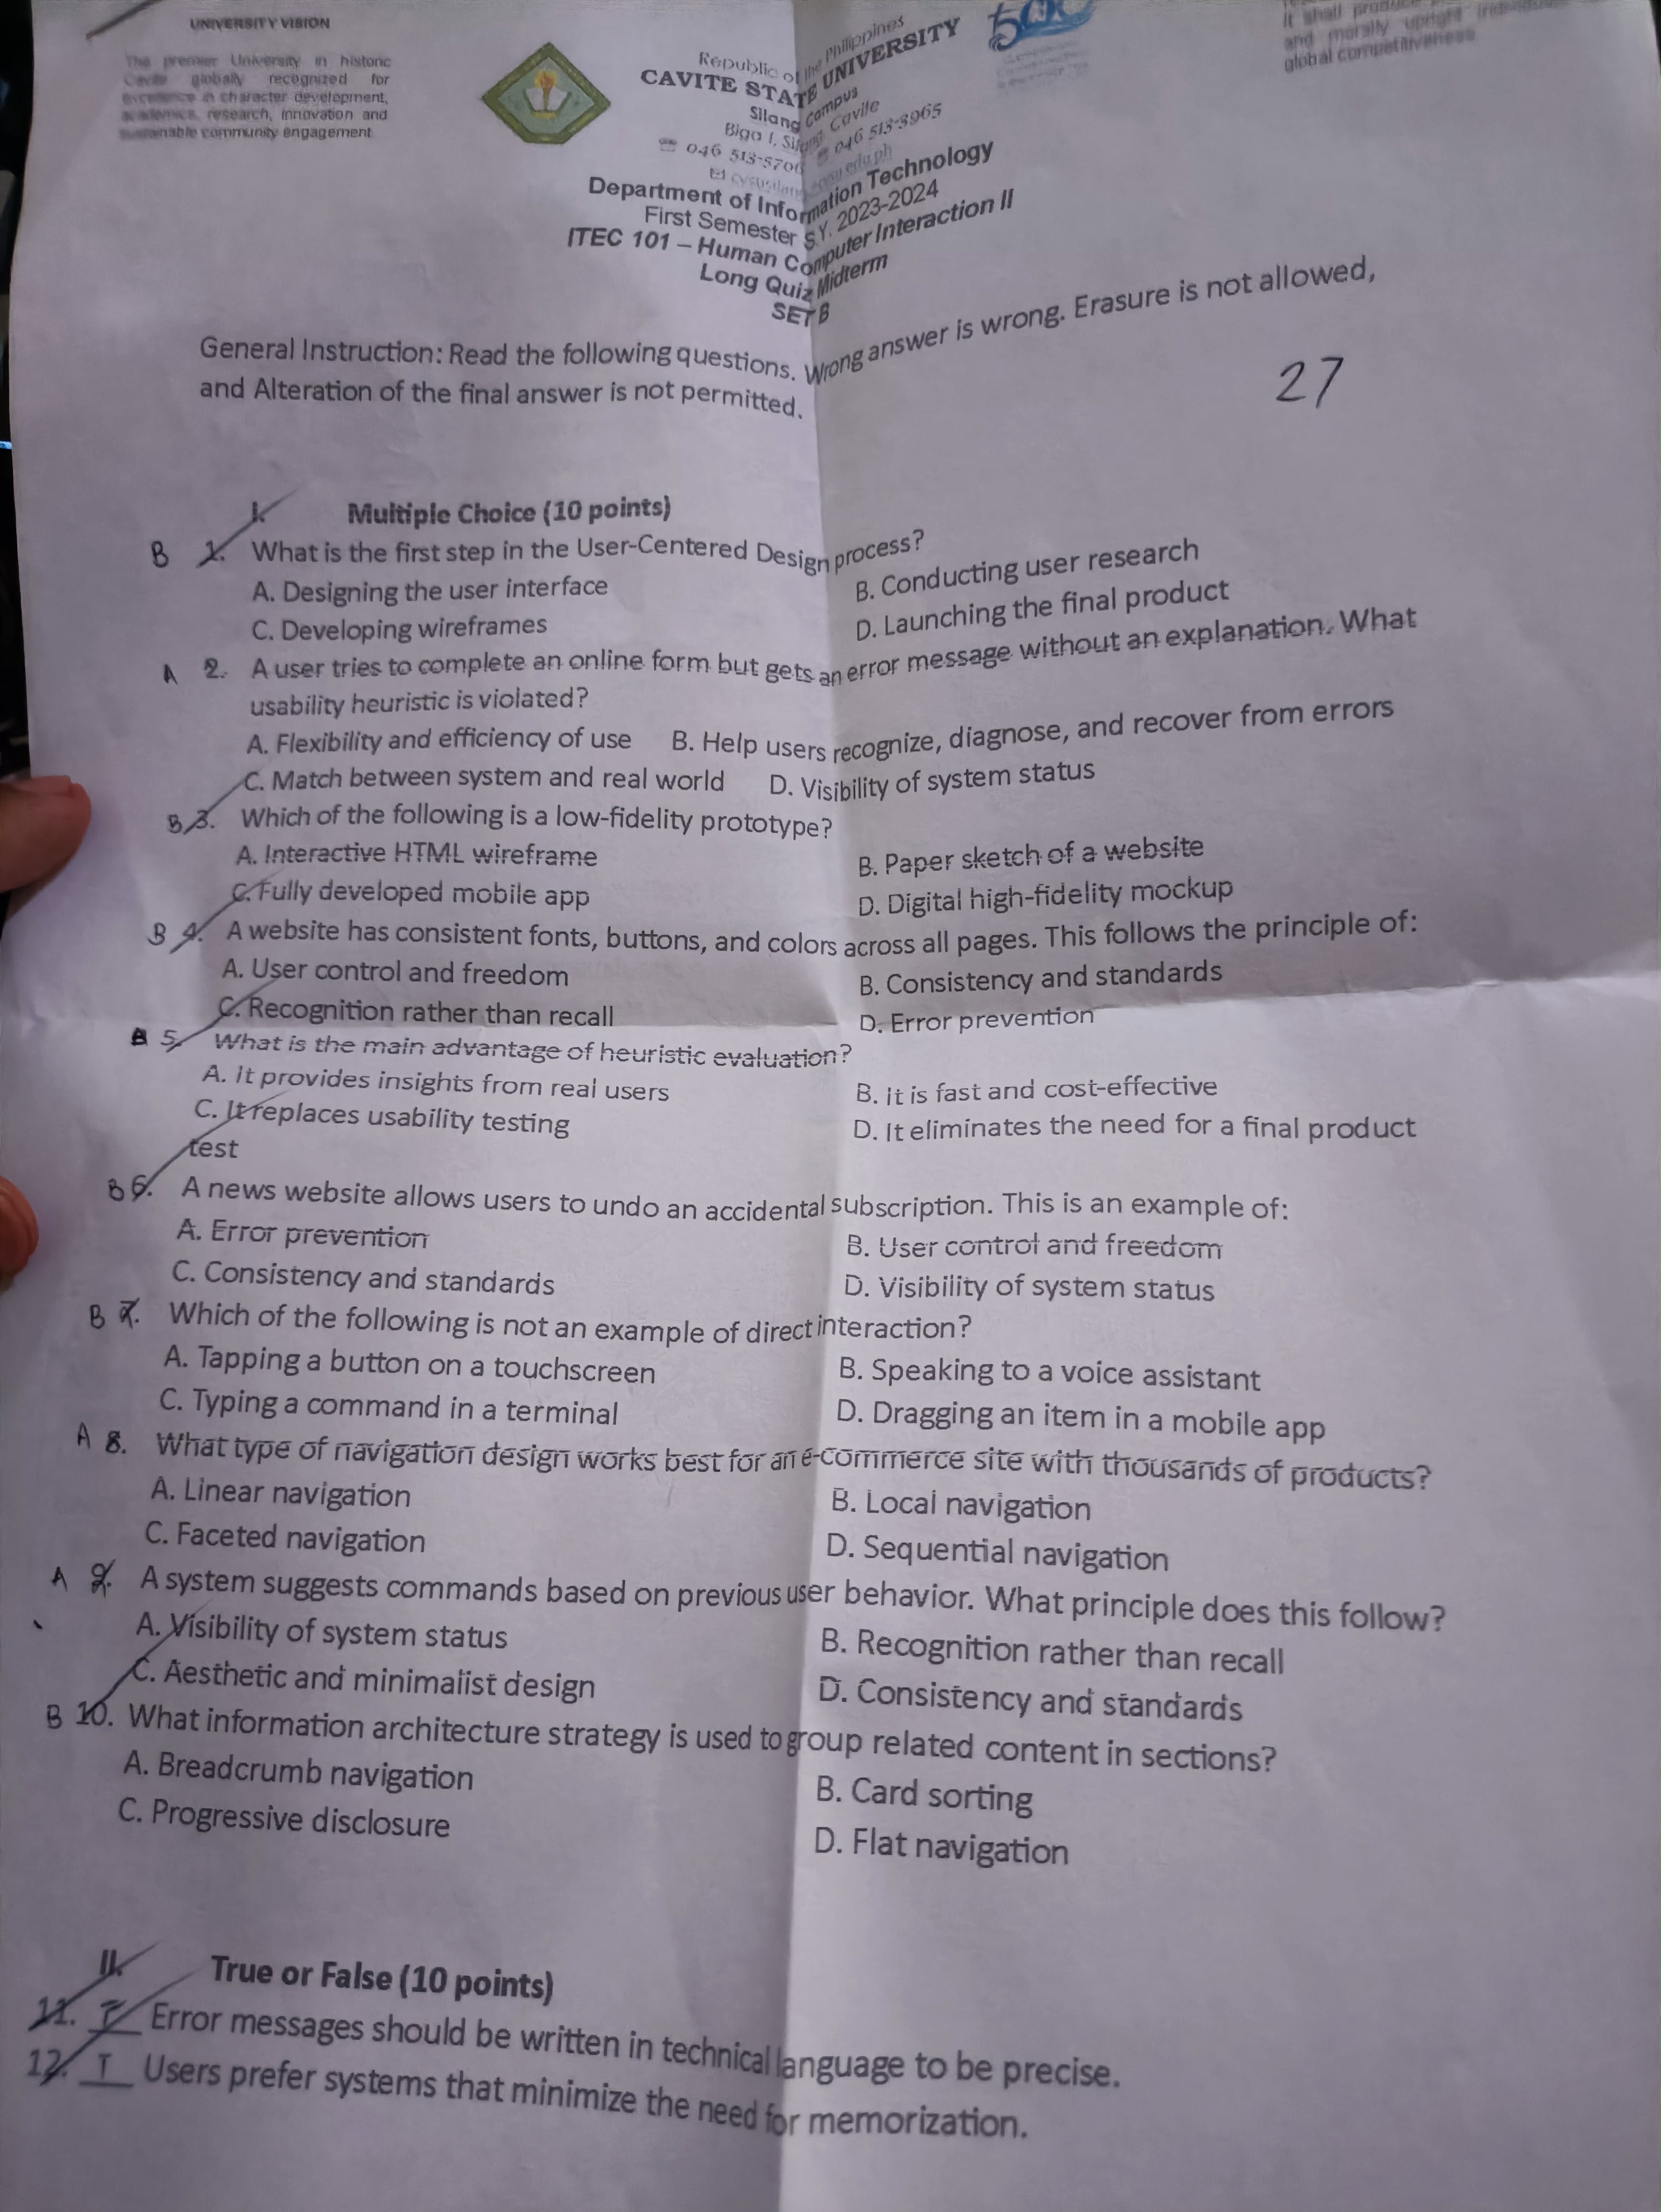 UNIVERSITY VISION
The premier University in historic
Cavite globally recognized for
excellence in character development,
academics, research, innovation and
sustainable community engagement
Republic of the Philippines
CAVITE STATE UNIVERSITY
Silang Campus
Biga I, Silang, Cavite
☎ 046 513-5706 ☎ 046 513-3965
It shall produce
and morally upright
global competitiveness
Department of Information Technology
First Semester S.Y. 2023-2024
ITEC 101 – Human Computer Interaction II
Long Quiz Midterm
SET B
General Instruction: Read the following questions. Wrong answer is wrong. Erasure is not allowed,
and Alteration of the final answer is not permitted.
27
I. Multiple Choice (10 points)
B 1. What is the first step in the User-Centered Design process?
A. Designing the user interface B. Conducting user research
C. Developing wireframes D. Launching the final product
A 2. A user tries to complete an online form but gets an error message without an explanation. What
usability heuristic is violated?
A. Flexibility and efficiency of use B. Help users recognize, diagnose, and recover from errors
C. Match between system and real world D. Visibility of system status
B 3. Which of the following is a low-fidelity prototype?
A. Interactive HTML wireframe B. Paper sketch of a website
C. Fully developed mobile app D. Digital high-fidelity mockup
B 4. A website has consistent fonts, buttons, and colors across all pages. This follows the principle of:
A. User control and freedom B. Consistency and standards
C. Recognition rather than recall D. Error prevention
B 5. What is the main advantage of heuristic evaluation?
A. It provides insights from real users B. It is fast and cost-effective
C. It replaces usability testing D. It eliminates the need for a final product
test
B 6. A news website allows users to undo an accidental subscription. This is an example of:
A. Error prevention B. User control and freedom
C. Consistency and standards D. Visibility of system status
B 7. Which of the following is not an example of direct interaction?
A. Tapping a button on a touchscreen B. Speaking to a voice assistant
C. Typing a command in a terminal D. Dragging an item in a mobile app
A 8. What type of navigation design works best for an e-commerce site with thousands of products?
A. Linear navigation B. Local navigation
C. Faceted navigation D. Sequential navigation
A 9. A system suggests commands based on previous user behavior. What principle does this follow?
A. Visibility of system status B. Recognition rather than recall
C. Aesthetic and minimalist design D. Consistency and standards
B 10. What information architecture strategy is used to group related content in sections?
A. Breadcrumb navigation B. Card sorting
C. Progressive disclosure D. Flat navigation
II. True or False (10 points)
11. F Error messages should be written in technical language to be precise.
12. T Users prefer systems that minimize the need for memorization.